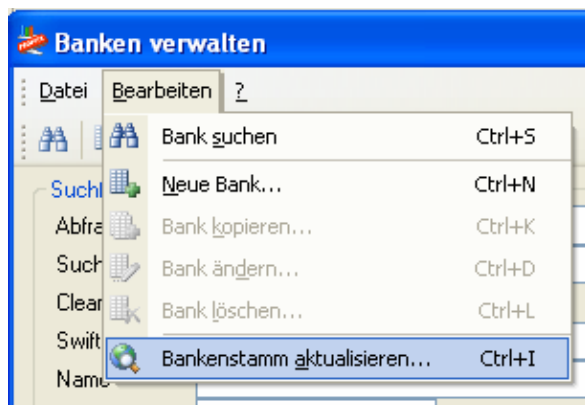 Banken verwalten
Datei Bearbeiten ?
Bank suchen Ctrl+S
Neue Bank... Ctrl+N
Abfra Bank kopieren... Ctrl+K
Such Bank ändern... Ctrl+D
Clear Bank löschen... Ctrl+L
Swift
Bankenstamm aktualisieren... Ctrl+I
Name